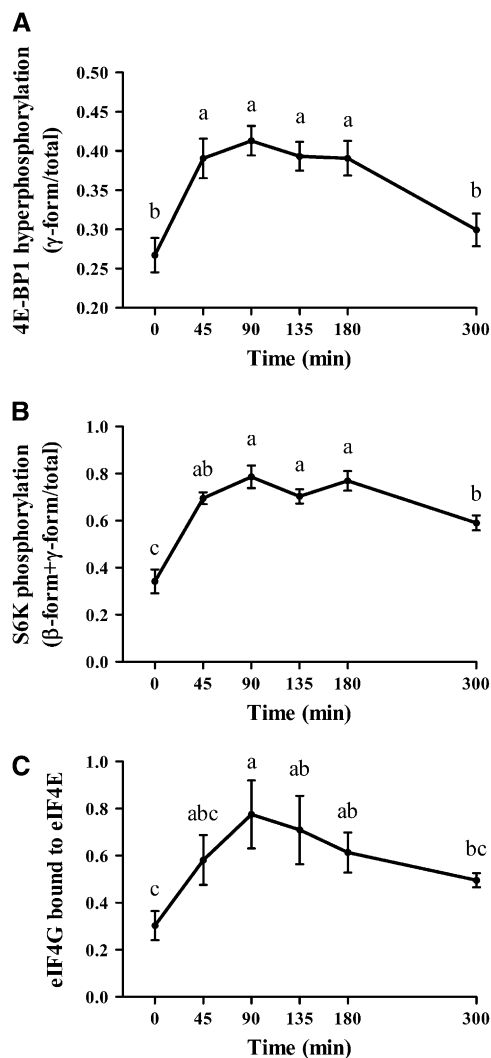 A
4E-BP1 hyperphosphorylation
(γ-form/total)
0.50
0.45
0.40
0.35
0.30
0.25
0.20
b
a
a
a
a
b
0 45 90 135 180 300
Time (min)
B
S6K phosphorylation
(β-form+γ-form/total)
1.0
0.8
0.6
0.4
0.2
0.0
c
ab
a
a
a
b
0 45 90 135 180 300
Time (min)
C
eIF4G bound to eIF4E
1.0
0.8
0.6
0.4
0.2
0.0
c
abc
a
ab
ab
bc
0 45 90 135 180 300
Time (min)